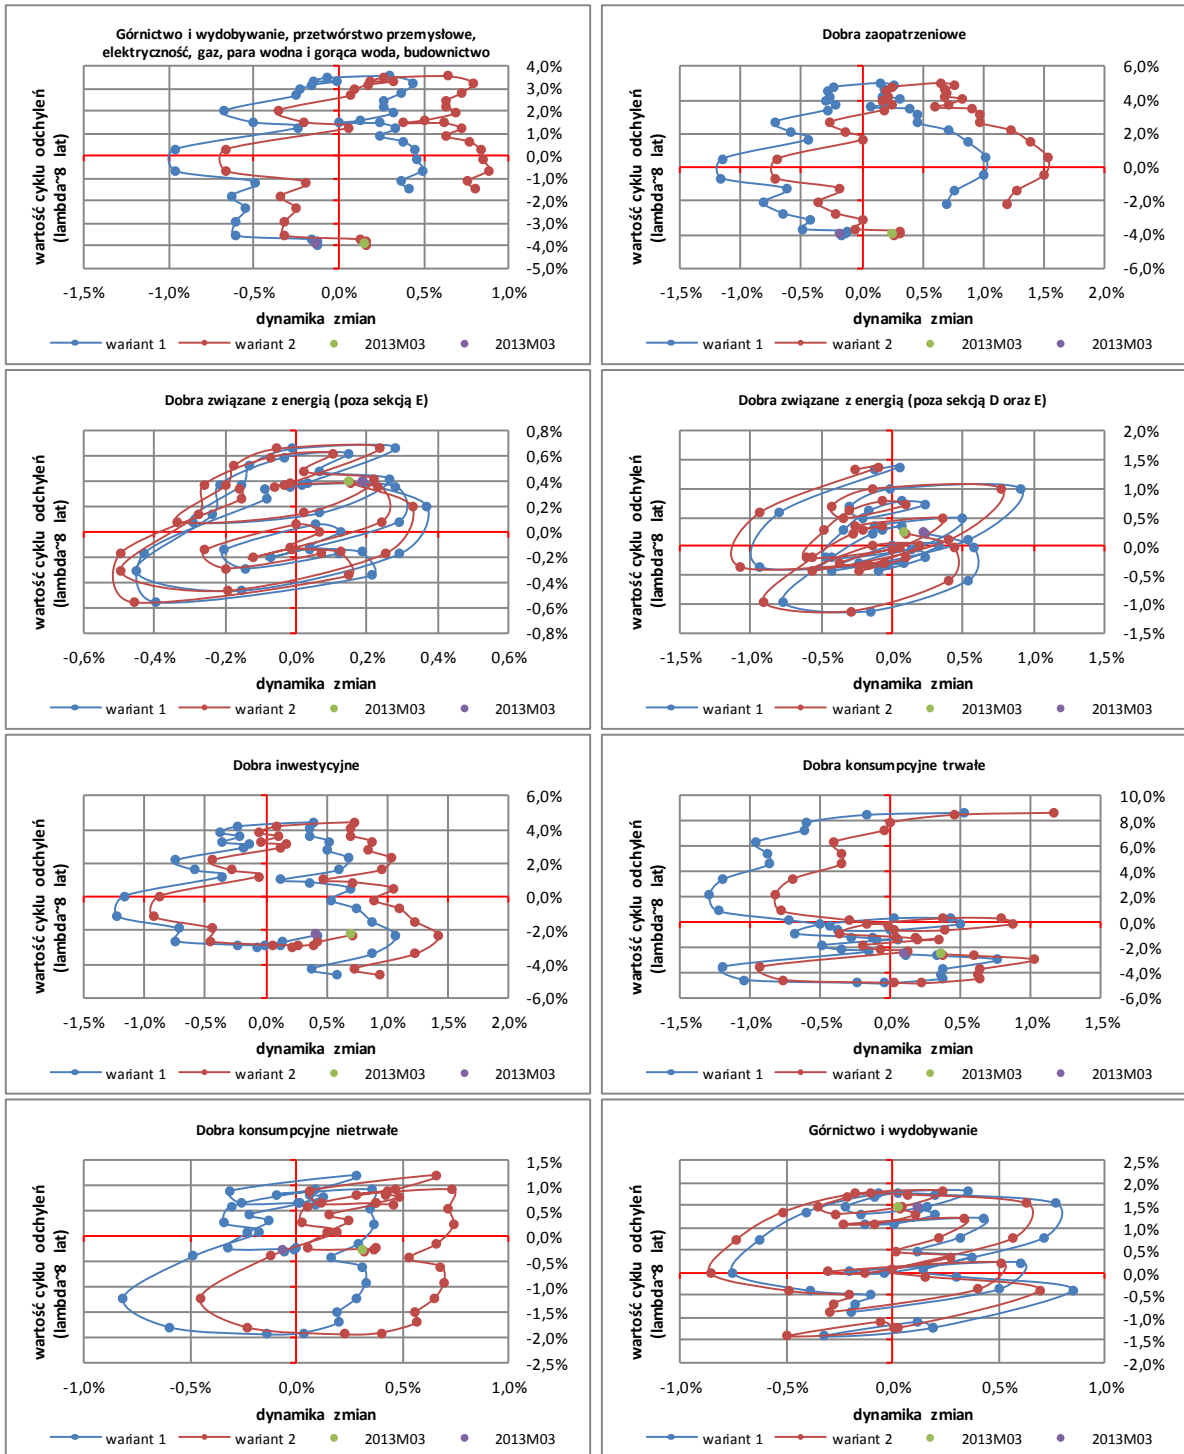 Górnictwo i wydobywanie, przetwórstwo przemysłowe,
elektryczność, gaz, para wodna i gorąca woda, budownictwo
wartość cyklu odchyleń
(lambda~8 lat)
4,0%
3,0%
2,0%
1,0%
0,0%
-1,0%
-2,0%
-3,0%
-4,0%
-5,0%
-1,5% -1,0% -0,5% 0,0% 0,5% 1,0%
dynamika zmian
wariant 1 wariant 2 2013M03 2013M03
Dobra zaopatrzeniowe
wartość cyklu odchyleń
(lambda~8 lat)
6,0%
4,0%
2,0%
0,0%
-2,0%
-4,0%
-6,0%
-1,5% -1,0% -0,5% 0,0% 0,5% 1,0% 1,5% 2,0%
dynamika zmian
wariant 1 wariant 2 2013M03 2013M03
Dobra związane z energią (poza sekcją E)
wartość cyklu odchyleń
(lambda~8 lat)
0,8%
0,6%
0,4%
0,2%
0,0%
-0,2%
-0,4%
-0,6%
-0,8%
-0,6% -0,4% -0,2% 0,0% 0,2% 0,4% 0,6%
dynamika zmian
wariant 1 wariant 2 2013M03 2013M03
Dobra związane z energią (poza sekcją D oraz E)
wartość cyklu odchyleń
(lambda~8 lat)
2,0%
1,5%
1,0%
0,5%
0,0%
-0,5%
-1,0%
-1,5%
-1,5% -1,0% -0,5% 0,0% 0,5% 1,0% 1,5%
dynamika zmian
wariant 1 wariant 2 2013M03 2013M03
Dobra inwestycyjne
wartość cyklu odchyleń
(lambda~8 lat)
6,0%
4,0%
2,0%
0,0%
-2,0%
-4,0%
-6,0%
-1,5% -1,0% -0,5% 0,0% 0,5% 1,0% 1,5% 2,0%
dynamika zmian
wariant 1 wariant 2 2013M03 2013M03
Dobra konsumpcyjne trwałe
wartość cyklu odchyleń
(lambda~8 lat)
10,0%
8,0%
6,0%
4,0%
2,0%
0,0%
-2,0%
-4,0%
-6,0%
-1,5% -1,0% -0,5% 0,0% 0,5% 1,0% 1,5%
dynamika zmian
wariant 1 wariant 2 2013M03 2013M03
Dobra konsumpcyjne nietrwałe
wartość cyklu odchyleń
(lambda~8 lat)
1,5%
1,0%
0,5%
0,0%
-0,5%
-1,0%
-1,5%
-2,0%
-2,5%
-1,0% -0,5% 0,0% 0,5% 1,0%
dynamika zmian
wariant 1 wariant 2 2013M03 2013M03
Górnictwo i wydobywanie
wartość cyklu odchyleń
(lambda~8 lat)
2,5%
2,0%
1,5%
1,0%
0,5%
0,0%
-0,5%
-1,0%
-1,5%
-2,0%
-1,0% -0,5% 0,0% 0,5% 1,0%
dynamika zmian
wariant 1 wariant 2 2013M03 2013M03